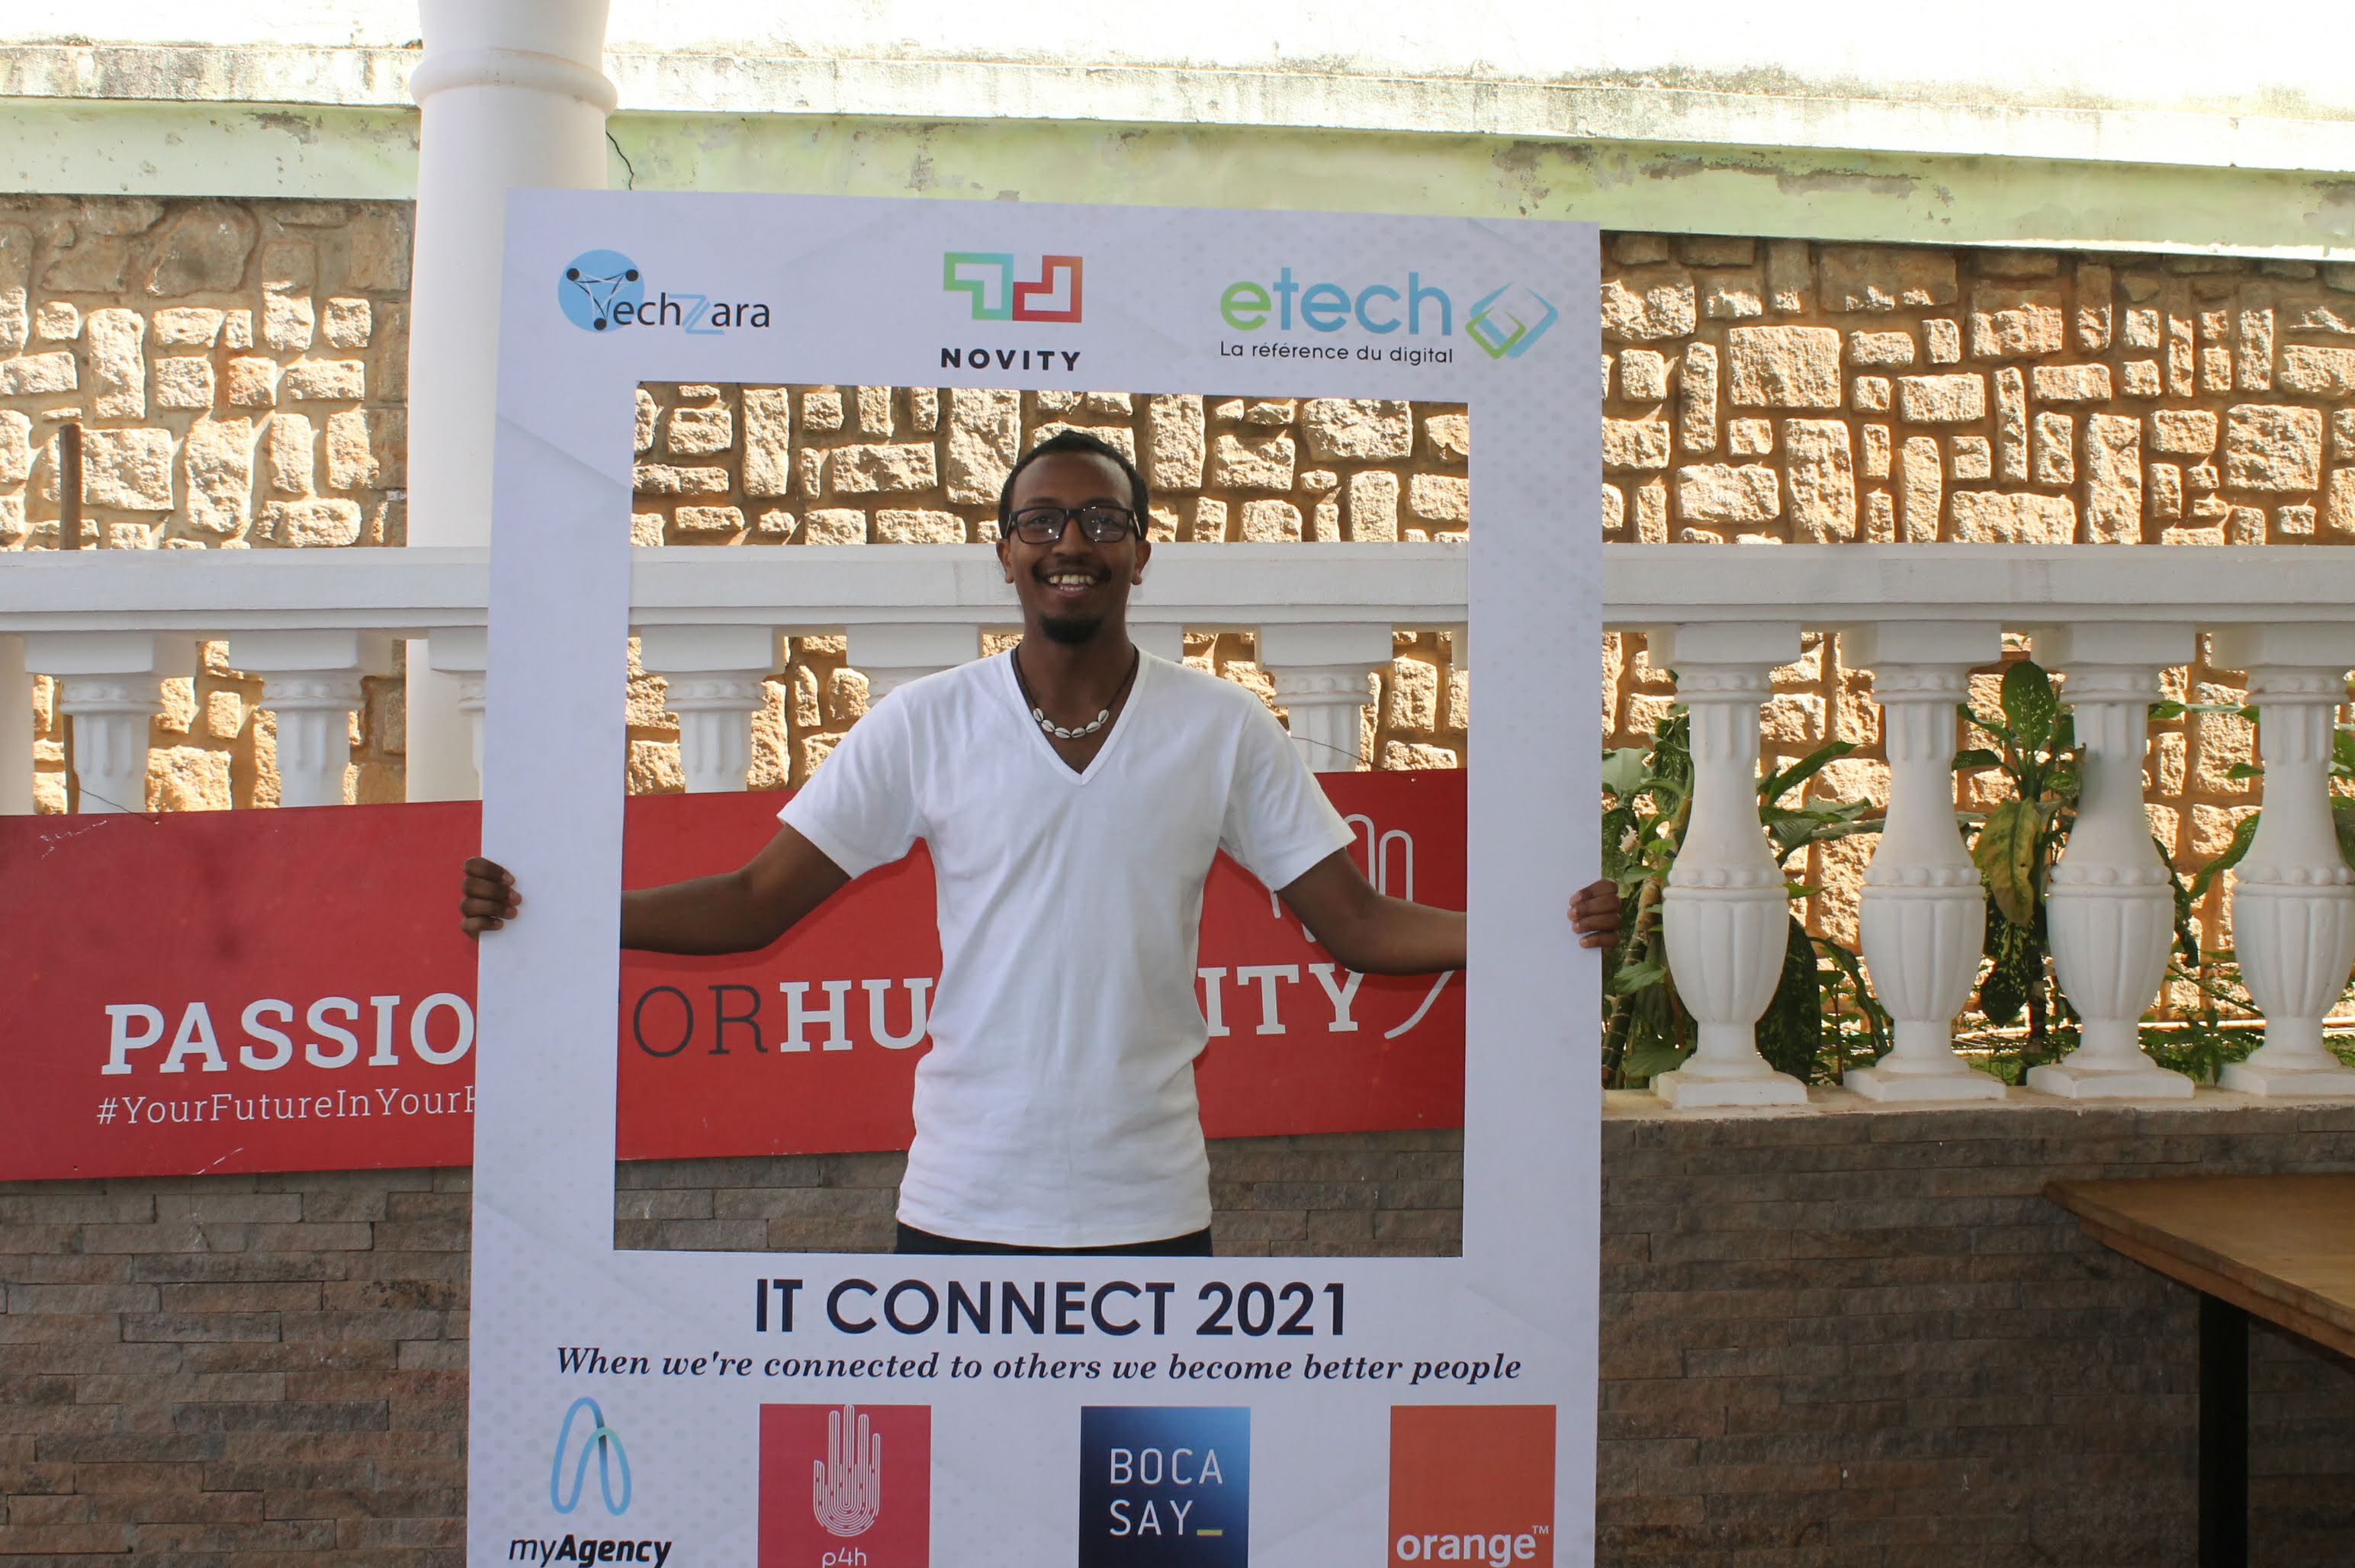 TechZara
NOVITY
etech
La référence du digital
PASSIO
ORHU
ITY
#YourFutureInYour
IT CONNECT 2021
When we're connected to others we become better people
myAgency
p4h
BOCA
SAY_
orange™